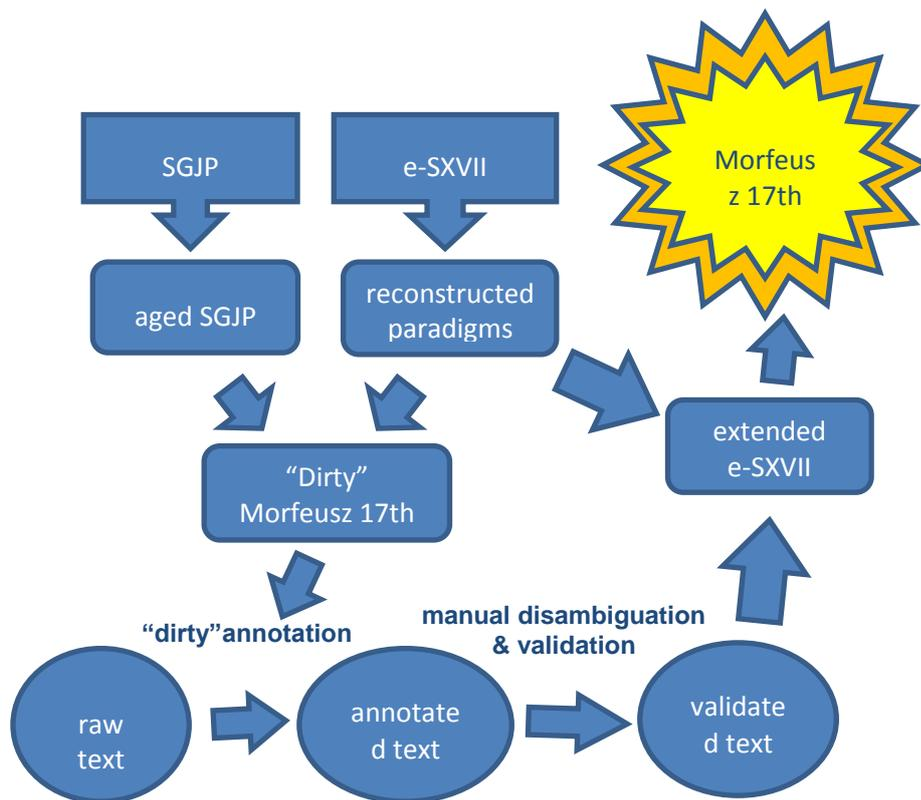 SGJP
e-SXVII
Morfeus
z 17th
aged SGJP
reconstructed
paradigms
extended
e-SXVII
“Dirty”
Morfeusz 17th
“dirty”annotation
manual disambiguation
& validation
raw
text
annotate
d text
validate
d text